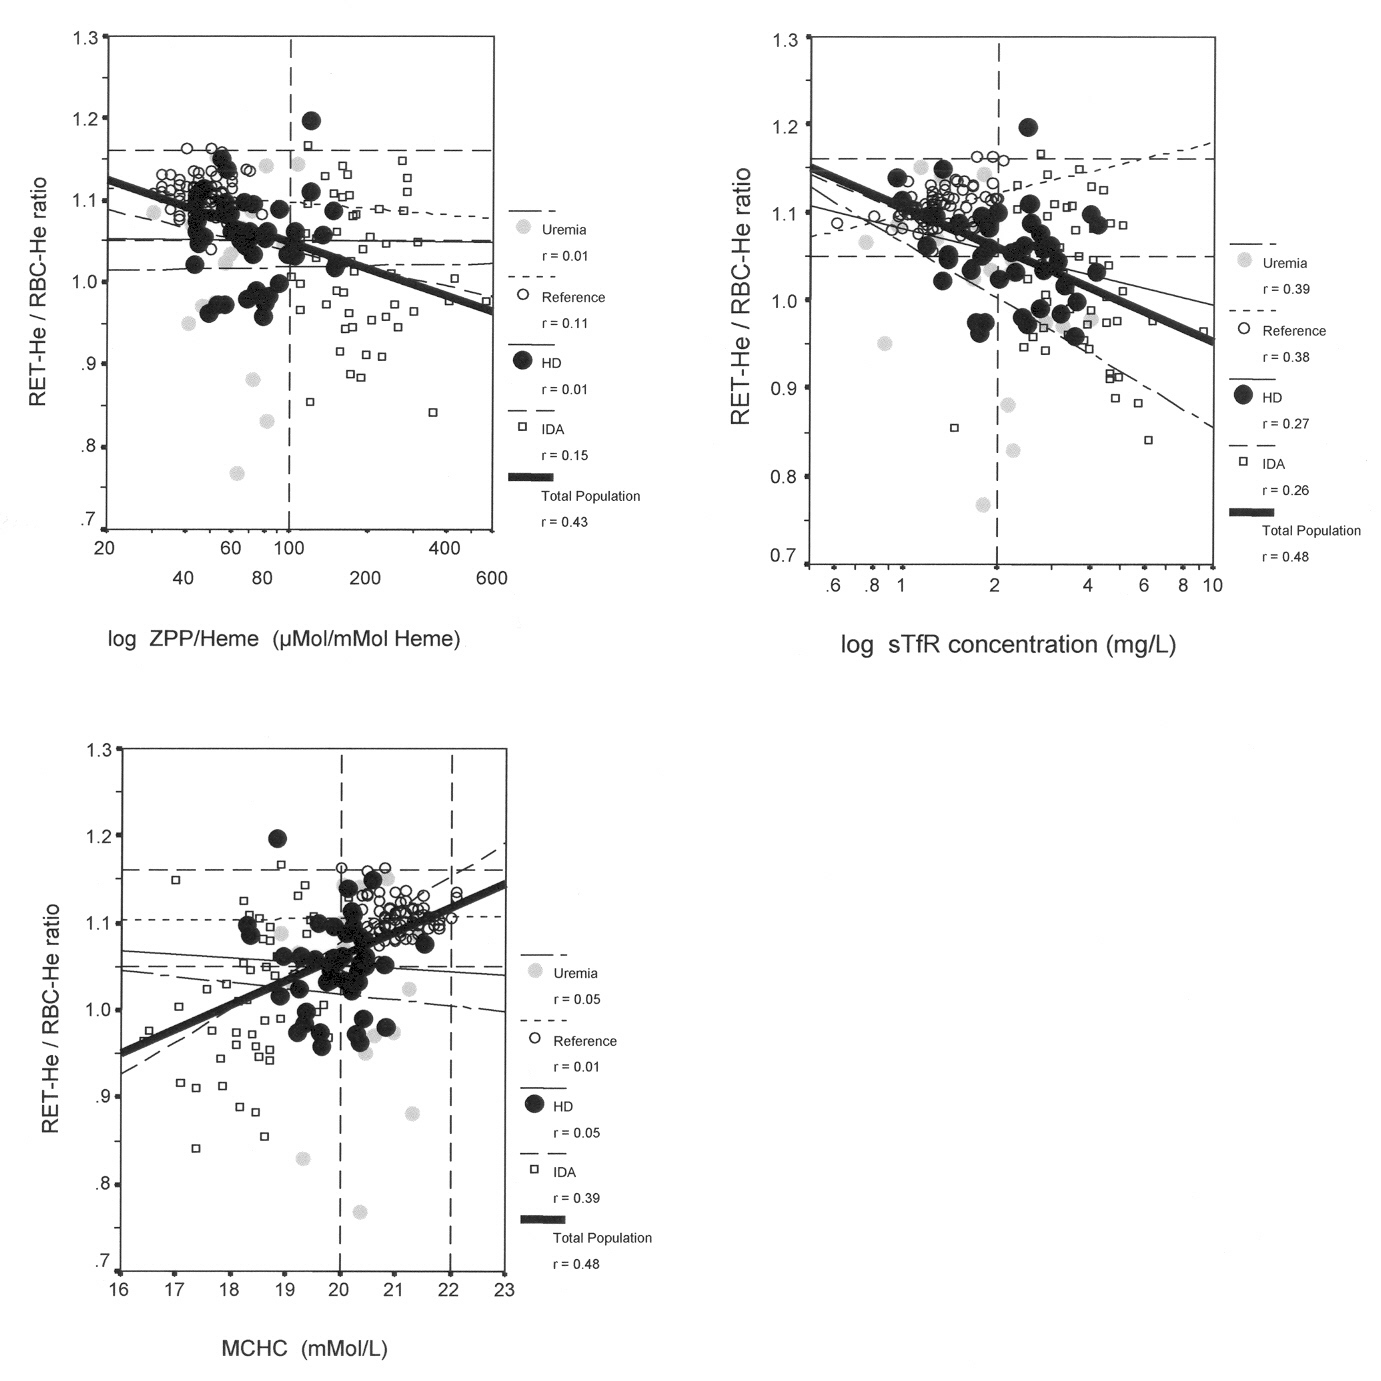 1.3
1.2
1.1
1.0
.9
.8
.7
RET-He / RBC-He ratio
20 60 100 400
40 80 200 600
log ZPP/Heme (µMol/mMol Heme)
Uremia
r = 0.01
Reference
r = 0.11
HD
r = 0.01
IDA
r = 0.15
Total Population
r = 0.43
1.3
1.2
1.1
1.0
0.9
0.8
0.7
RET-He / RBC-He ratio
.6 .8 1 2 4 6 8 10
log sTfR concentration (mg/L)
Uremia
r = 0.39
Reference
r = 0.38
HD
r = 0.27
IDA
r = 0.26
Total Population
r = 0.48
1.3
1.2
1.1
1.0
.9
.8
.7
RET-He / RBC-He ratio
16 17 18 19 20 21 22 23
MCHC (mMol/L)
Uremia
r = 0.05
Reference
r = 0.01
HD
r = 0.05
IDA
r = 0.39
Total Population
r = 0.48